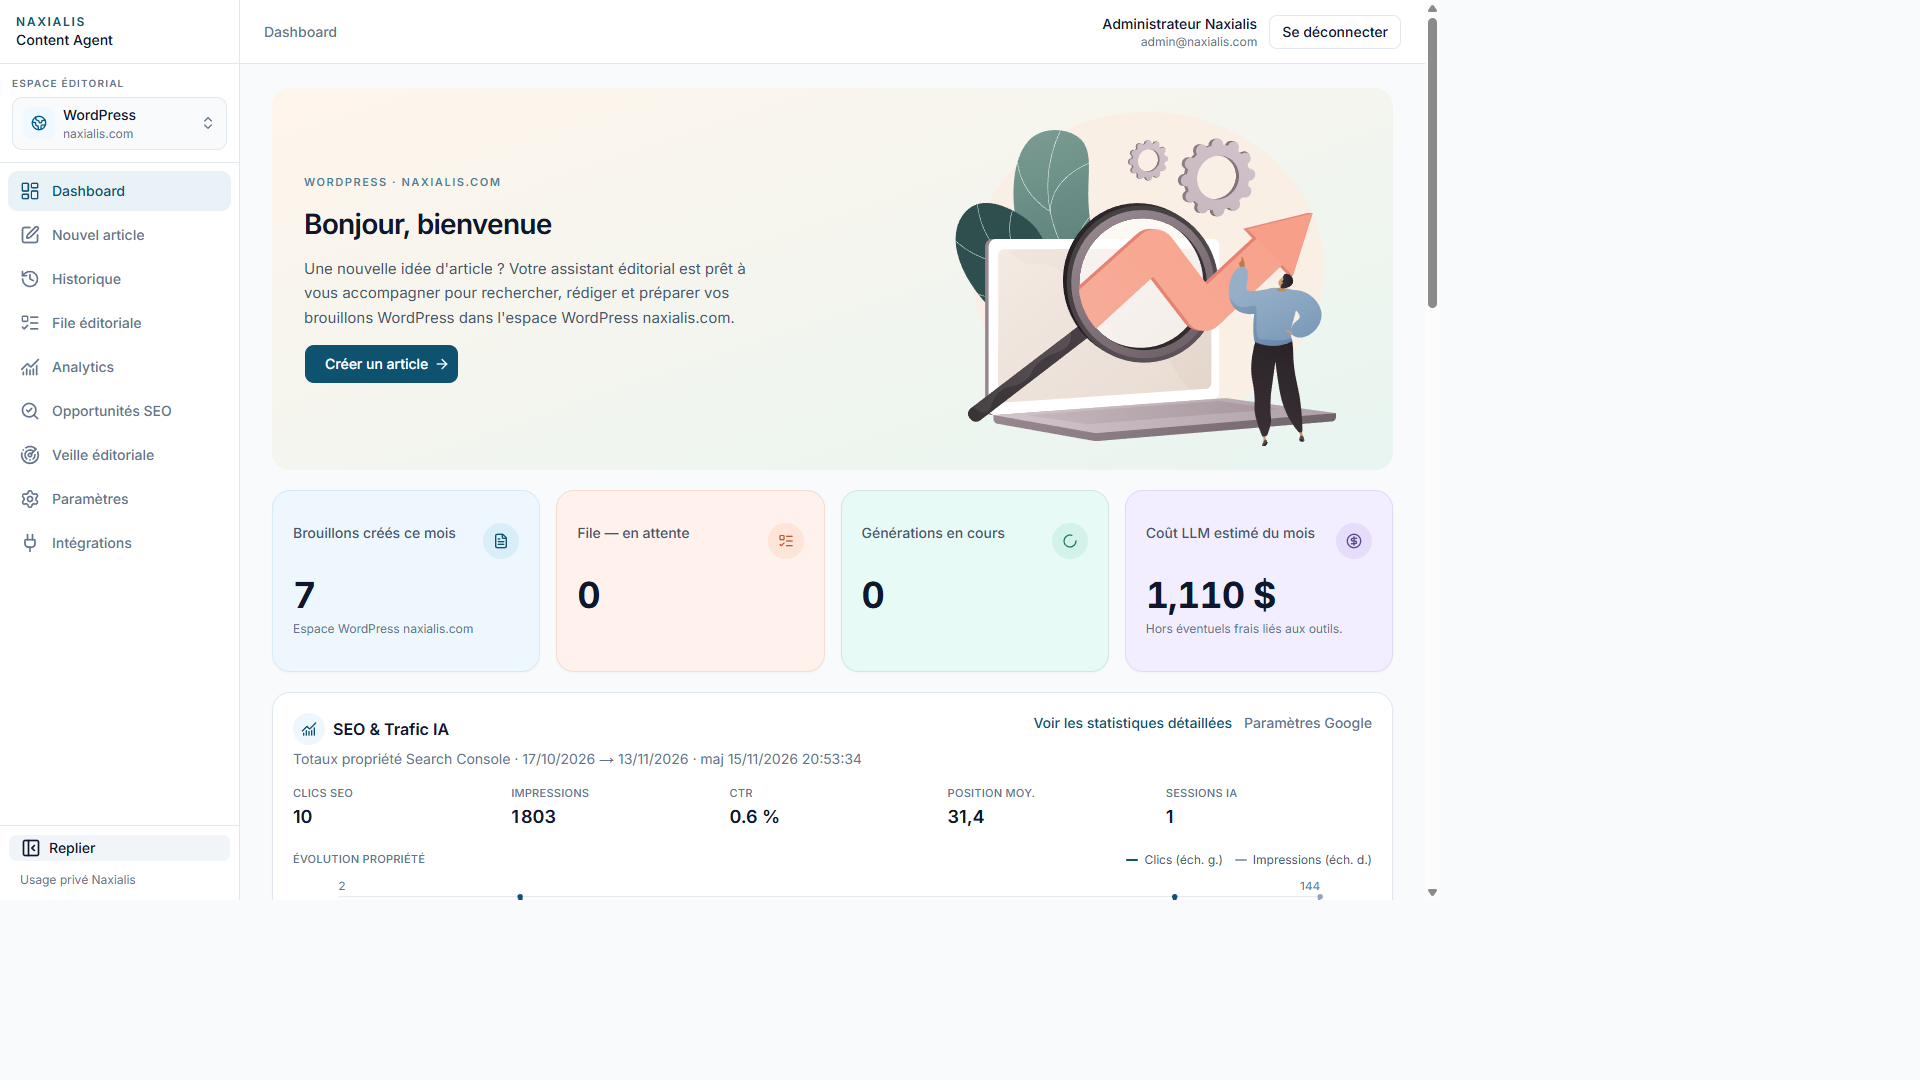 NAXIALIS
Content Agent
ESPACE ÉDITORIAL
WordPress
naxialis.com
Dashboard
Nouvel article
Historique
File éditoriale
Analytics
Opportunités SEO
Veille éditoriale
Paramètres
Intégrations
Replier
Usage privé Naxialis
Dashboard
Administrateur Naxialis
admin@naxialis.com
Se déconnecter
WORDPRESS · NAXIALIS.COM
Bonjour, bienvenue
Une nouvelle idée d'article ? Votre assistant éditorial est prêt à
vous accompagner pour rechercher, rédiger et préparer vos
brouillons WordPress dans l'espace WordPress naxialis.com.
Créer un article →
Brouillons créés ce mois
7
Espace WordPress naxialis.com
File — en attente
0
Générations en cours
0
Coût LLM estimé du mois
1,110 $
Hors éventuels frais liés aux outils.
SEO & Trafic IA
Voir les statistiques détaillées
Paramètres Google
Totaux propriété Search Console · 17/10/2026 → 13/11/2026 · maj 15/11/2026 20:53:34
CLICS SEO
10
IMPRESSIONS
1 803
CTR
0.6 %
POSITION MOY.
31,4
SESSIONS IA
1
ÉVOLUTION PROPRIÉTÉ
Clics (éch. g.)
Impressions (éch. d.)
2
144